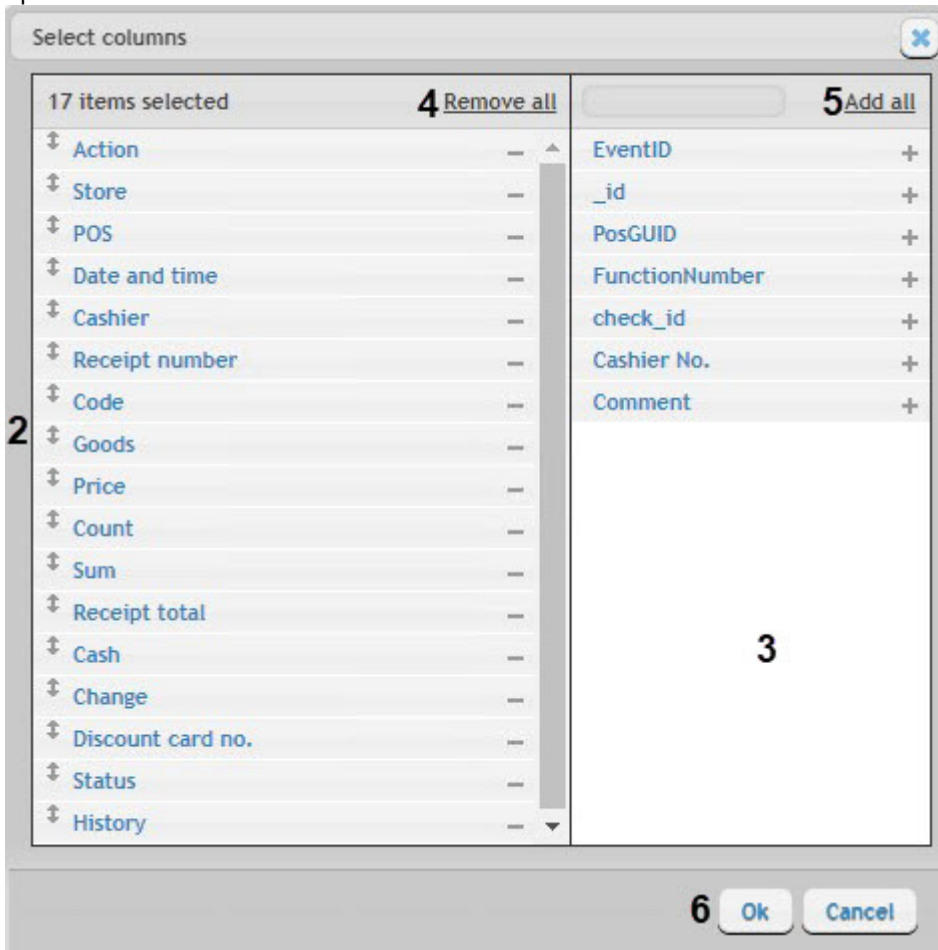 Select columns
17 items selected 4 Remove all 5 Add all
Action EventID
Store _id
POS PosGUID
Date and time FunctionNumber
Cashier check_id
Receipt number Cashier No.
Code Comment
2 Goods
Price
Count
Sum
Receipt total
Cash 3
Change
Discount card no.
Status
History
6 Ok Cancel